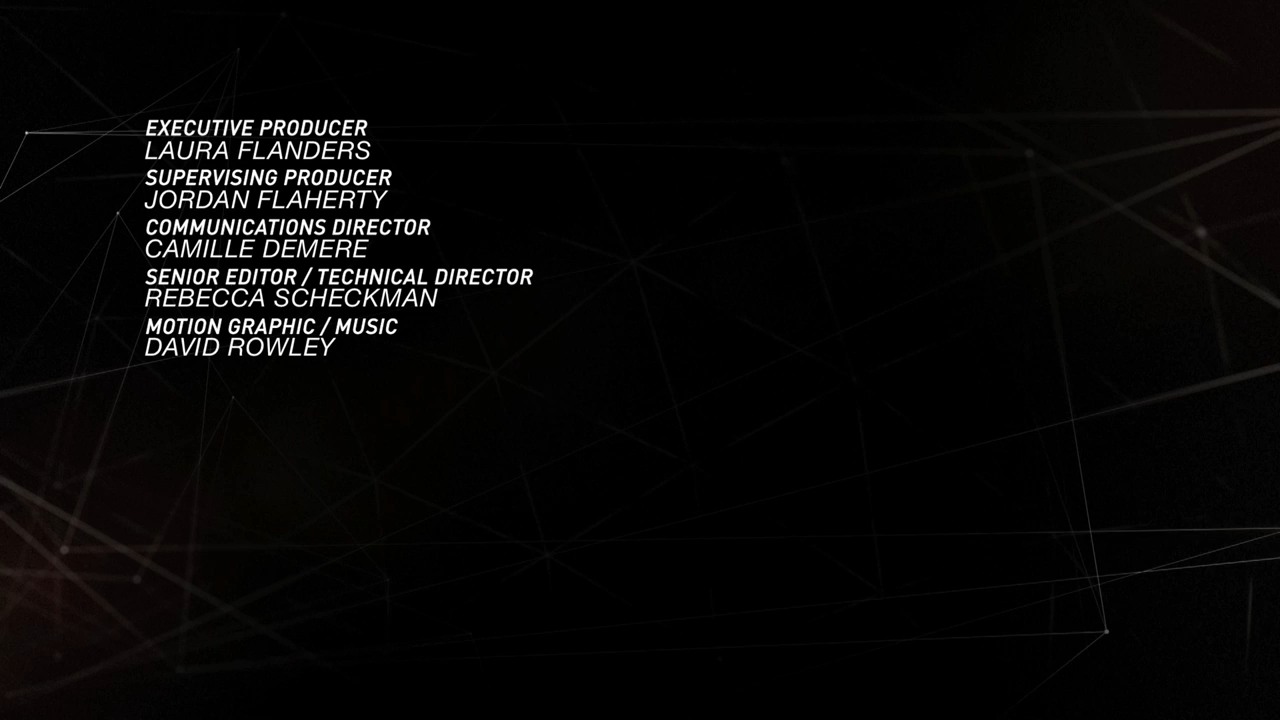 EXECUTIVE PRODUCER
LAURA FLANDERS
SUPERVISING PRODUCER
JORDAN FLAHERTY
COMMUNICATIONS DIRECTOR
CAMILLE DEMERE
SENIOR EDITOR / TECHNICAL DIRECTOR
REBECCA SCHECKMAN
MOTION GRAPHIC / MUSIC
DAVID ROWLEY